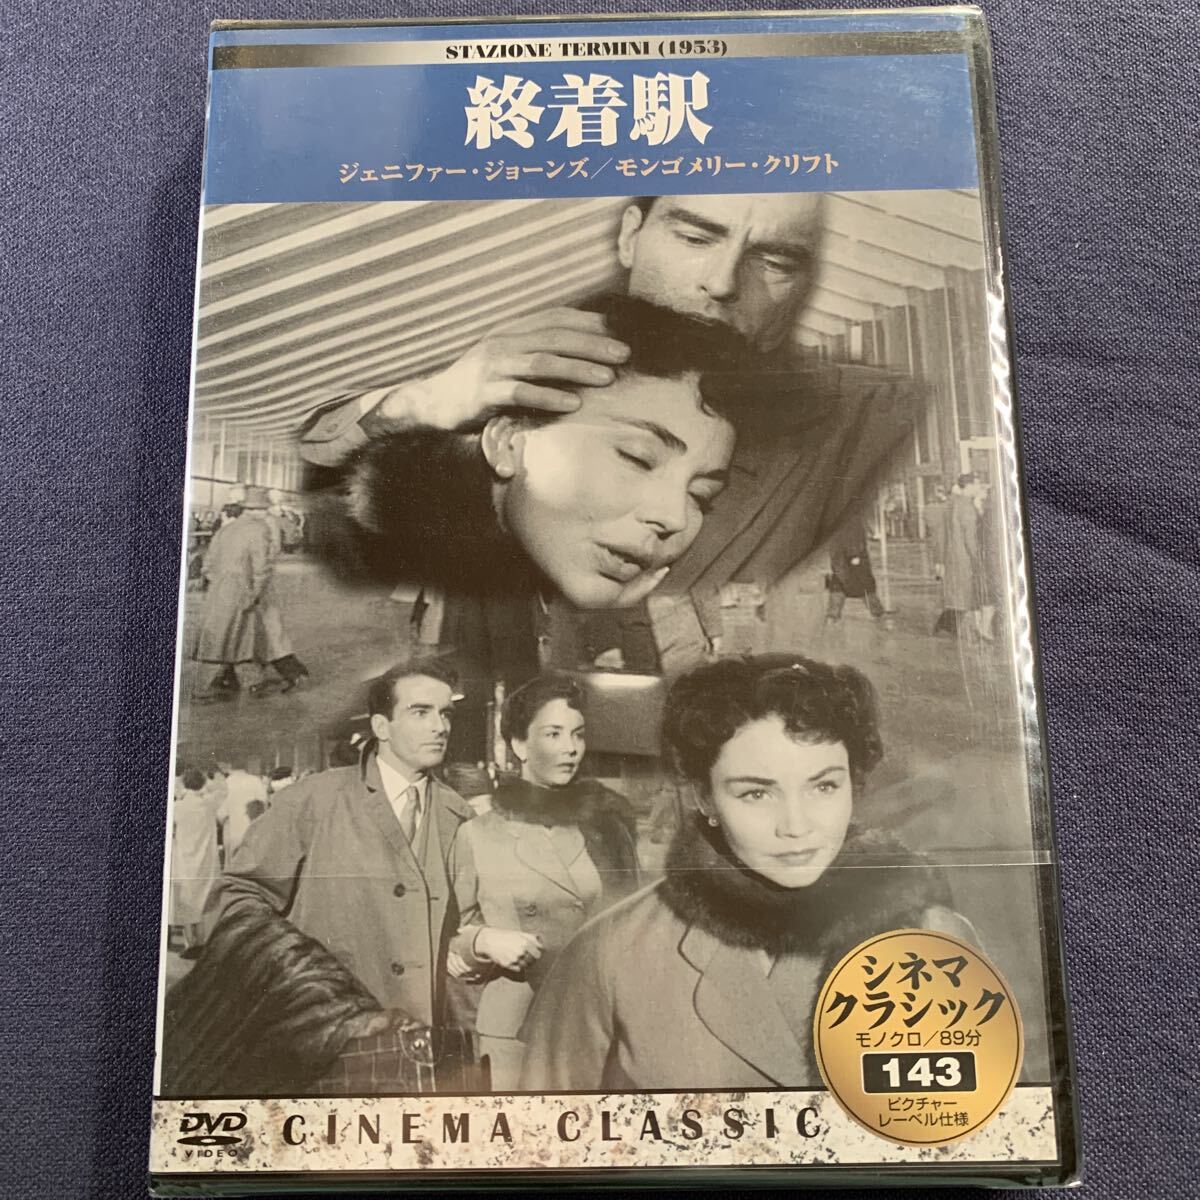 STAZIONE TERMINI (1953)
終着駅
ジェニファー・ジョーンズ/モンゴメリー・クリフト
シネマ
クラシック
モノクロ/89分
143
ピクチャー
レーベル仕様
DVD
VIDEO
CINEMA CLASSIC